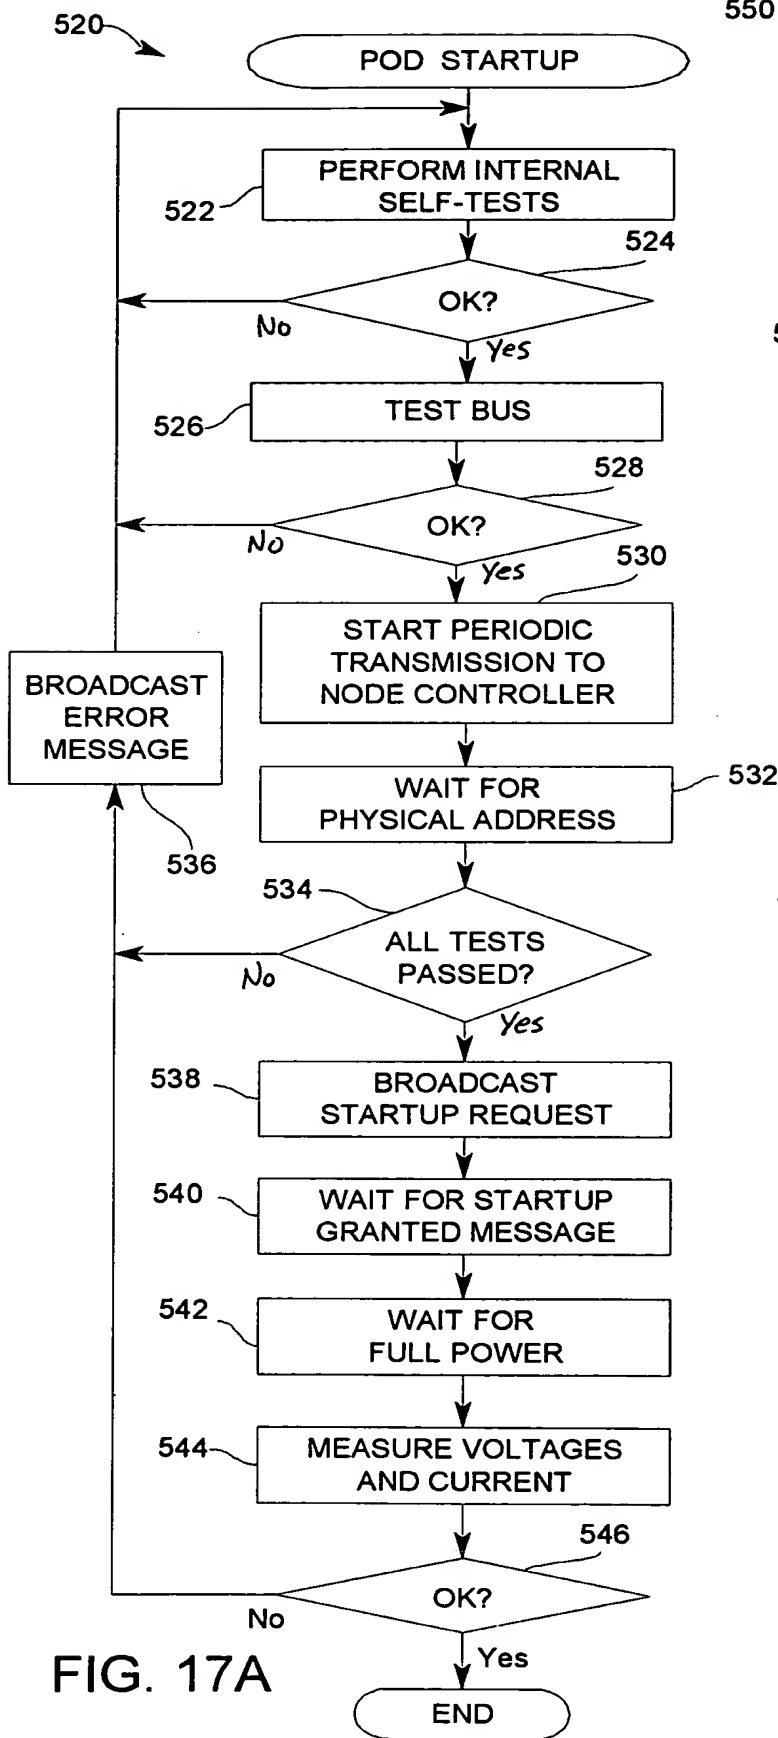 520
550
POD STARTUP
PERFORM INTERNAL
SELF-TESTS
522
524
OK?
No
Yes
5
TEST BUS
526
528
OK?
No
Yes
530
START PERIODIC
TRANSMISSION TO
NODE CONTROLLER
BROADCAST
ERROR
MESSAGE
WAIT FOR
PHYSICAL ADDRESS
532
536
534
ALL TESTS
PASSED?
No
Yes
538
BROADCAST
STARTUP REQUEST
540
WAIT FOR STARTUP
GRANTED MESSAGE
542
WAIT FOR
FULL POWER
544
MEASURE VOLTAGES
AND CURRENT
546
OK?
No
Yes
FIG. 17A
END